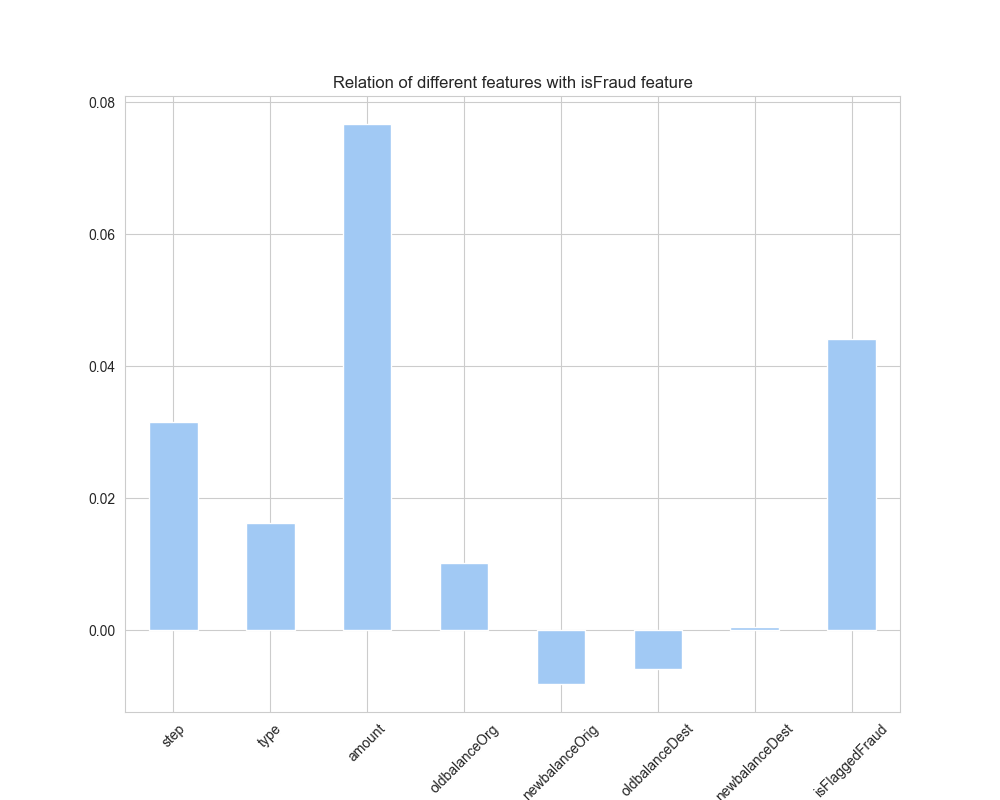 Relation of different features with isFraud feature
0.08
0.06
0.04
0.02
0.00
step
type
amount
oldbalanceOrg
newbalanceOrig
oldbalanceDest
newbalanceDest
isFlaggedFraud